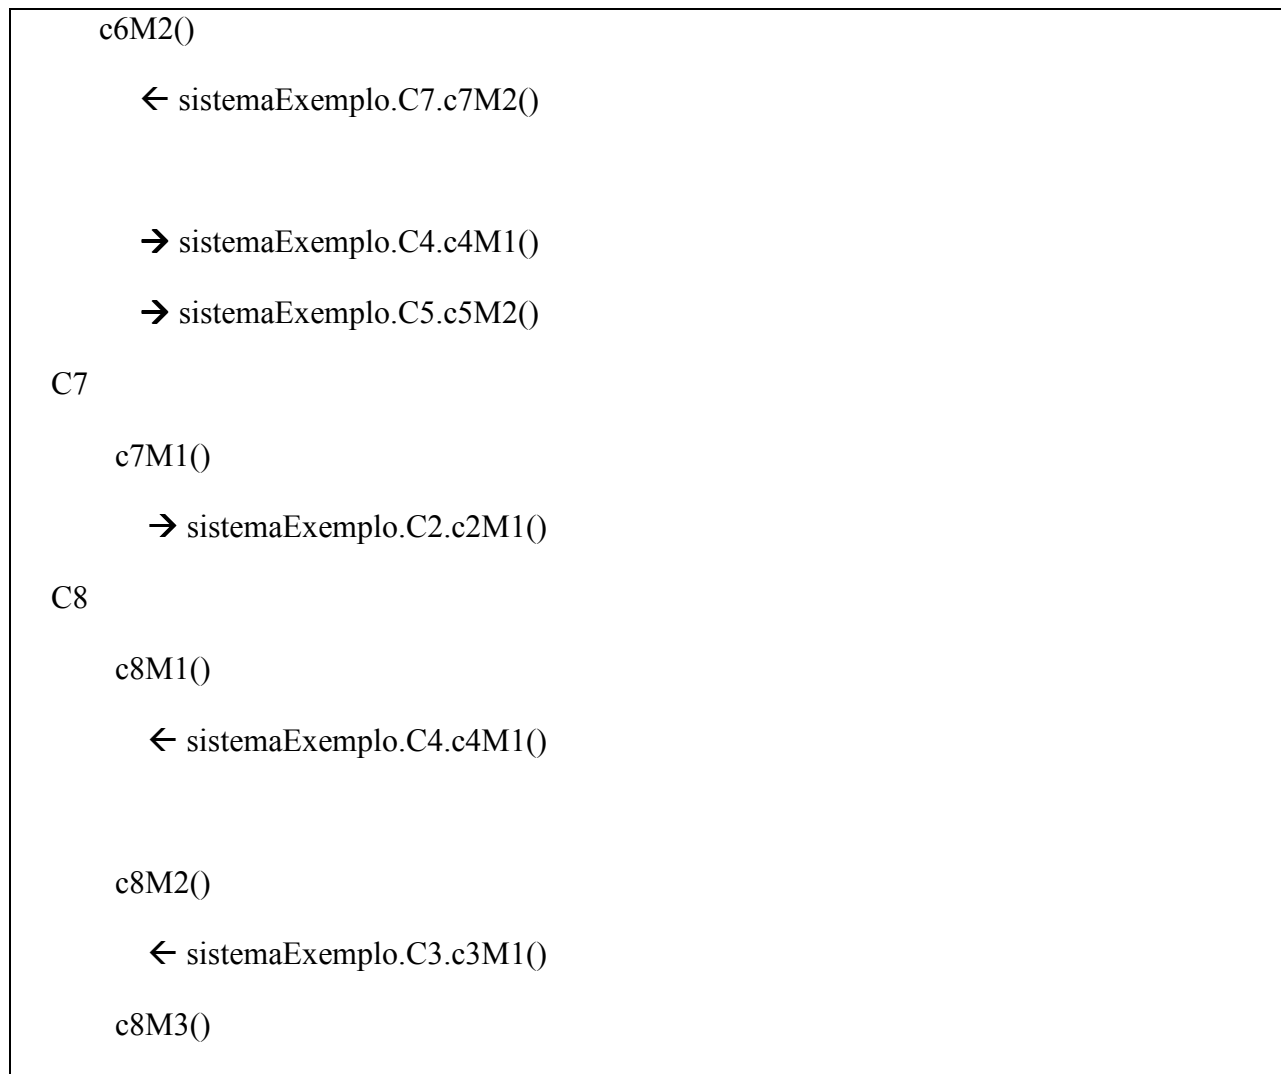 c6M2()
← sistemaExemplo.C7.c7M2()
→ sistemaExemplo.C4.c4M1()
→ sistemaExemplo.C5.c5M2()
C7
c7M1()
→ sistemaExemplo.C2.c2M1()
C8
c8M1()
← sistemaExemplo.C4.c4M1()
c8M2()
← sistemaExemplo.C3.c3M1()
c8M3()